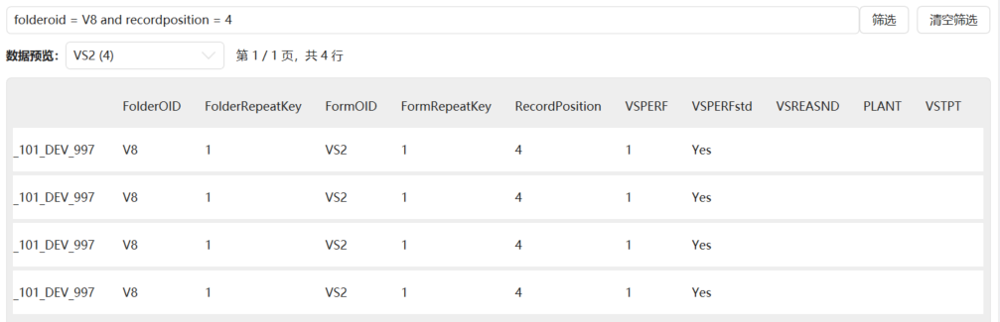 folderoid = V8 and recordposition = 4 筛选 清空筛选
数据预览: VS2 (4) 第 1 / 1 页，共 4 行
FolderOID FolderRepeatKey FormOID FormRepeatKey RecordPosition VSPERF VSPERFstd VSREASND PLANT VSTPT
_101_DEV_997 V8 1 VS2 1 4 1 Yes
_101_DEV_997 V8 1 VS2 1 4 1 Yes
_101_DEV_997 V8 1 VS2 1 4 1 Yes
_101_DEV_997 V8 1 VS2 1 4 1 Yes